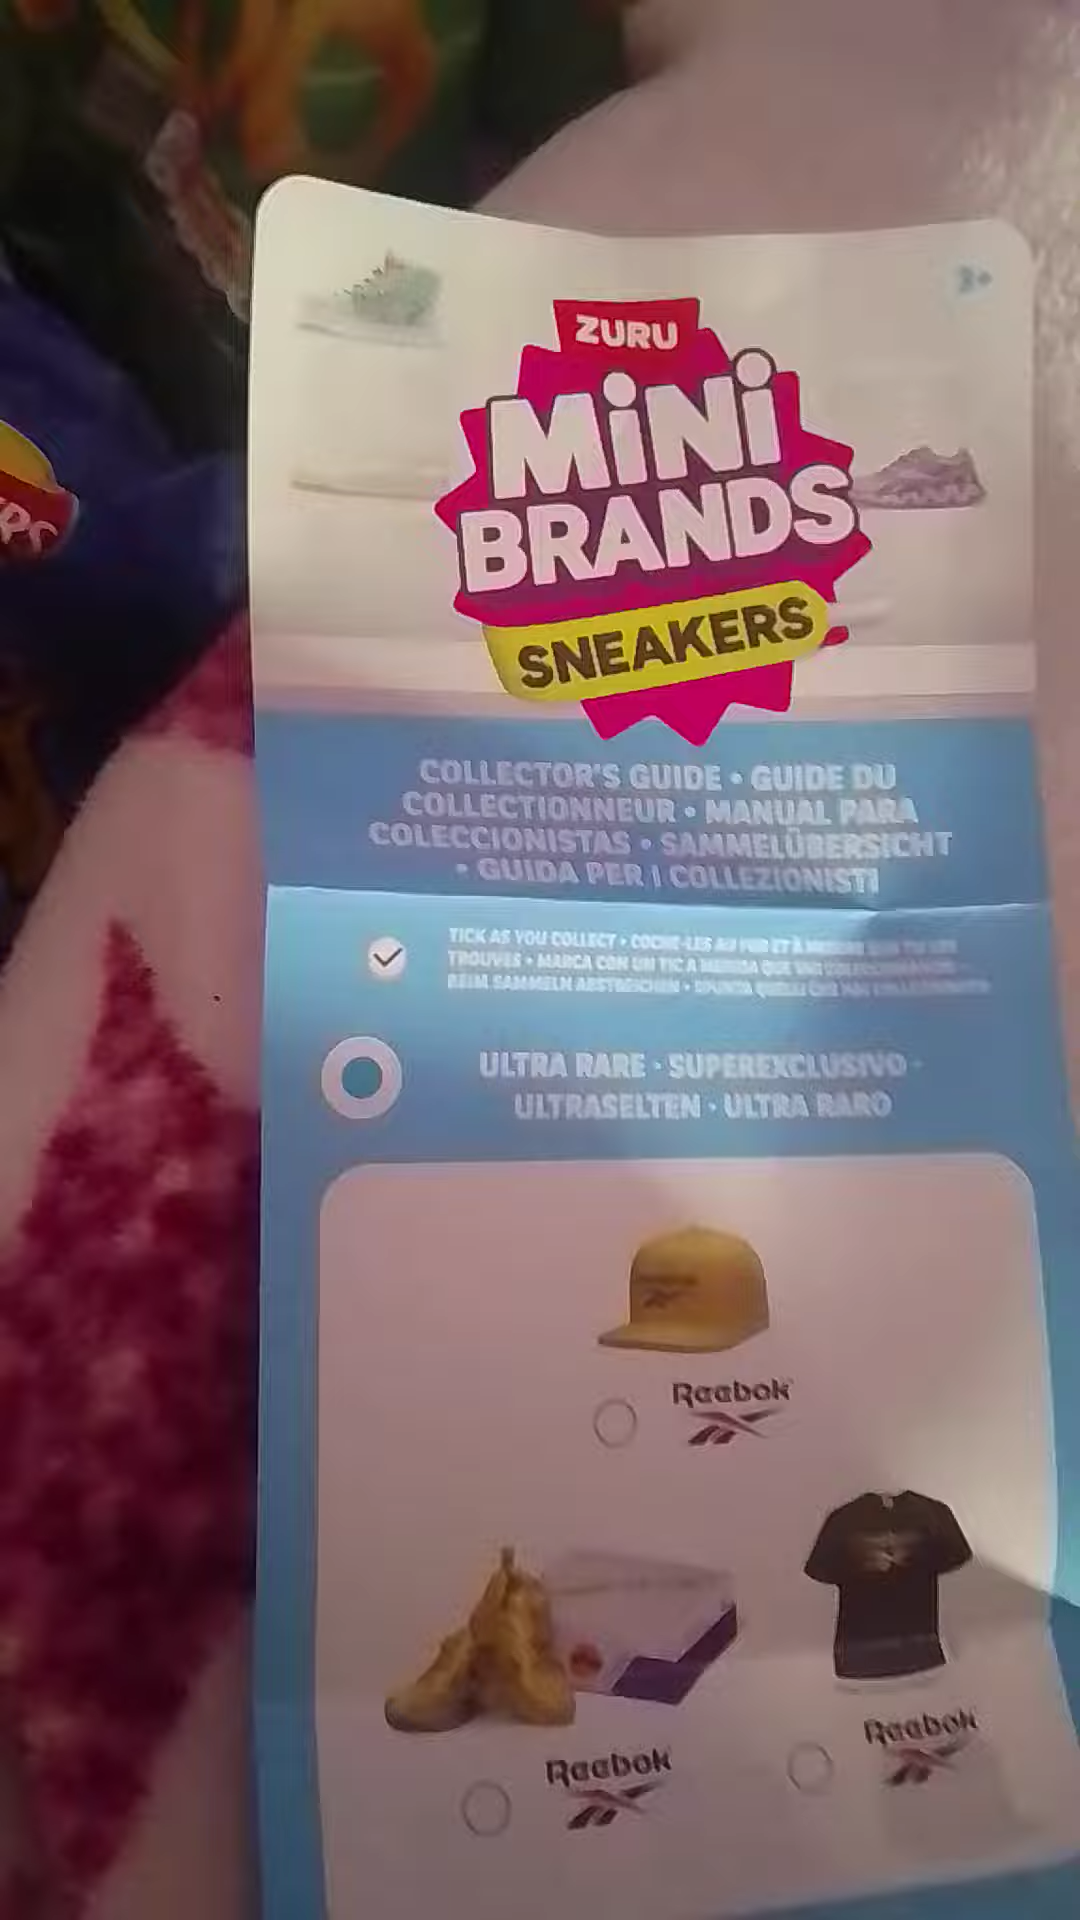 3+
ZURU
MiNi
BRANDS
SNEAKERS
COLLECTOR'S GUIDE • GUIDE DU
COLLECTIONNEUR • MANUAL PARA
COLECCIONISTAS • SAMMELÜBERSICHT
• GUIDA PER I COLLEZIONISTI
TICK AS YOU COLLECT • COCHE-LES AU FUR ET À MESURE QUE TU LES
TROUVES • MARCA CON UN TIC A MEDIDA QUE VAS
BEIM SAMMELN ABSTREICHEN • SPUNTA QUELLI CHE HAI
ULTRA RARE • SUPEREXCLUSIVO •
ULTRASELTEN • ULTRA RARO
Reebok
Reebok
Reebok